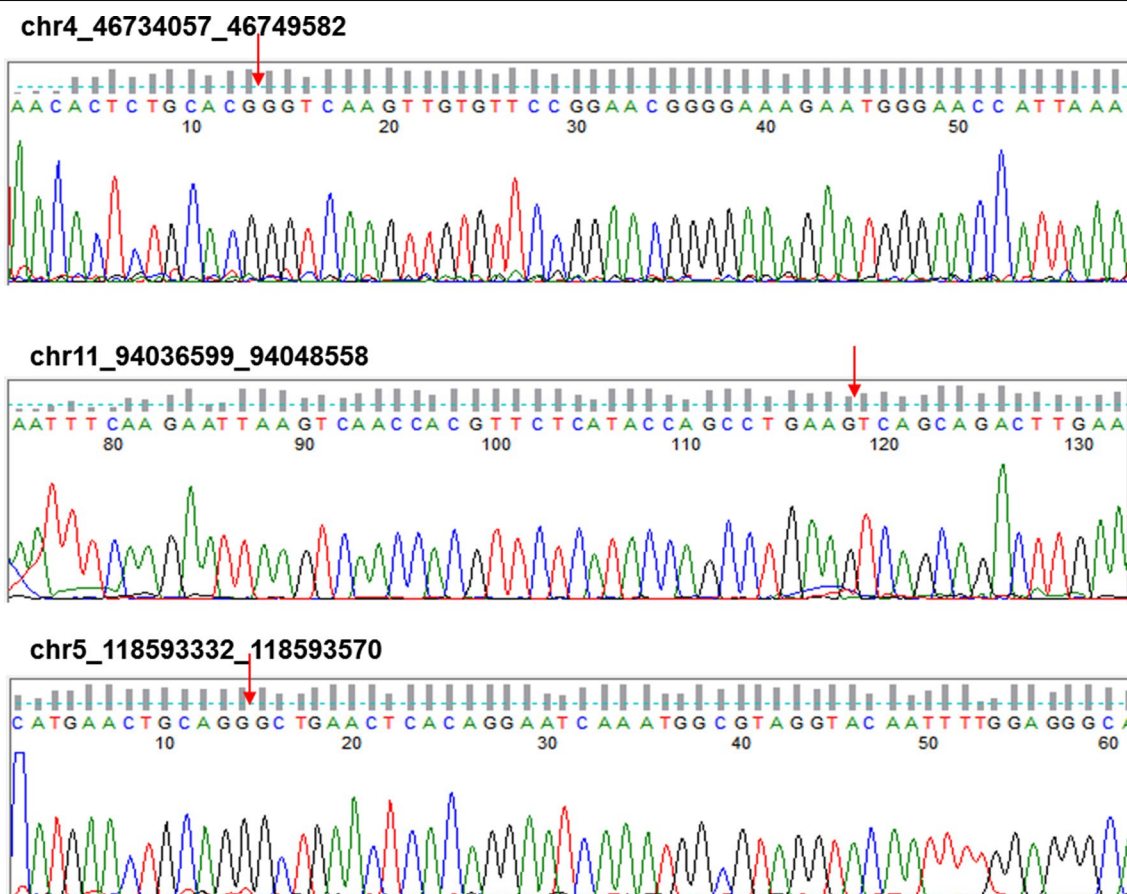 chr4_46734057_46749582
AACACTCTGCACGGGTCAAGTTGTGTTCCGGAACGGGGAAAGAATGGGAACCATTAAA
10 20 30 40 50
chr11_94036599_94048558
AATTTCAAGAATTAAGTCAACCACGTTCTCATACCAGCCTGAAGTCAGCAGACTTGAA
80 90 100 110 120 130
chr5_118593332_118593570
CATGAACTGCAGGGCTGAACTCACAGGAATCAAATGGCGTAGGTACAATTTTGGAGGGCA
10 20 30 40 50 60